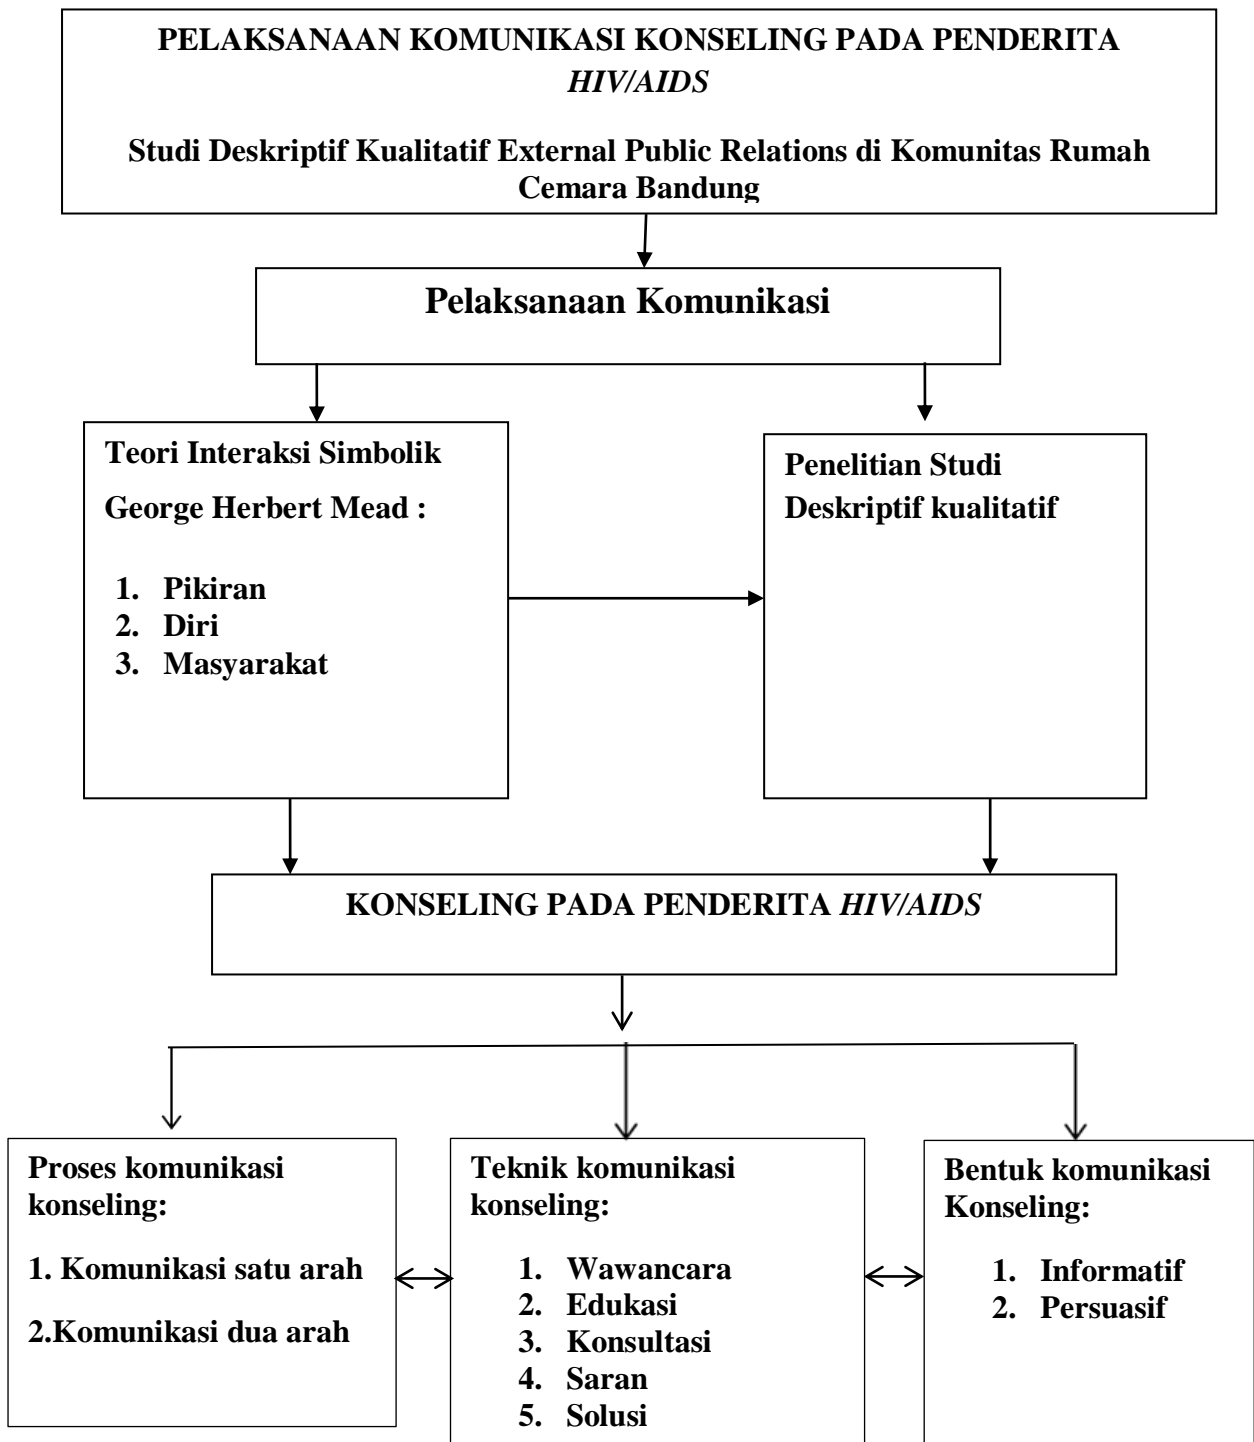 PELAKSANAAN KOMUNIKASI KONSELING PADA PENDERITA
HIV/AIDS
Studi Deskriptif Kualitatif External Public Relations di Komunitas Rumah
Cemara Bandung
Pelaksanaan Komunikasi
Teori Interaksi Simbolik
George Herbert Mead :
1. Pikiran
2. Diri
3. Masyarakat
Penelitian Studi
Deskriptif kualitatif
KONSELING PADA PENDERITA HIV/AIDS
Proses komunikasi
konseling:
1. Komunikasi satu arah
2.Komunikasi dua arah
Teknik komunikasi
konseling:
1. Wawancara
2. Edukasi
3. Konsultasi
4. Saran
5. Solusi
Bentuk komunikasi
Konseling:
1. Informatif
2. Persuasif